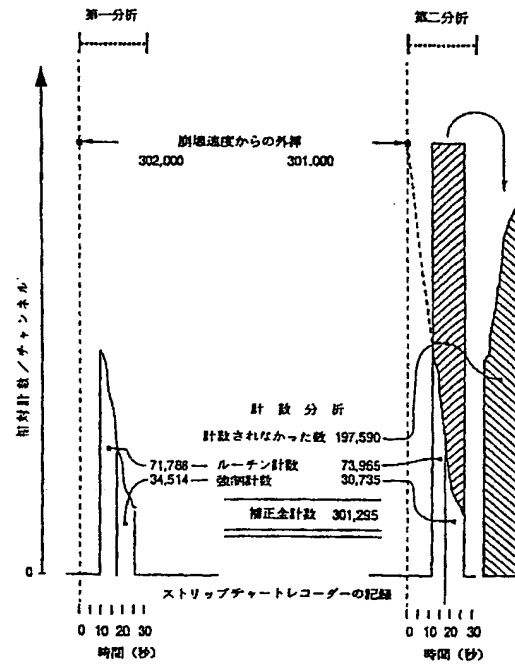 第一分析
第二分析
崩壊速度からの外挿
302,000
301.000
相対計数/チャンネル
計数分析
計数されなかった数 197,590
71,788 ルーチン計数 73,965
34,514 強制計数 30,735
補正全計数 301,295
0
ストリップチャートレコーダーの記録
0 10 20 30
時間(秒)
0 10 20 30
時間(秒)